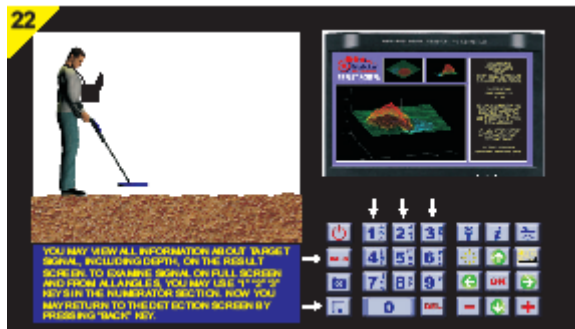 22
YOU MAY VIEW ALL INFORMATION ABOUT TARGET
SIGNAL, INCLUDING DEPTH, ON THE RESULT
SCREEN. TO EXAMINE SIGNAL ON FULL SCREEN
AND FROM ALL ANGLES, YOU MAY USE "1" "2" "3"
KEYS IN THE NUMERATOR SECTION. NOW YOU
MAY RETURN TO THE DETECTION SCREEN BY
PRESSING "BACK" KEY.
1 2 3
4 5 6 
7 8 9 OK
0 DEL - +